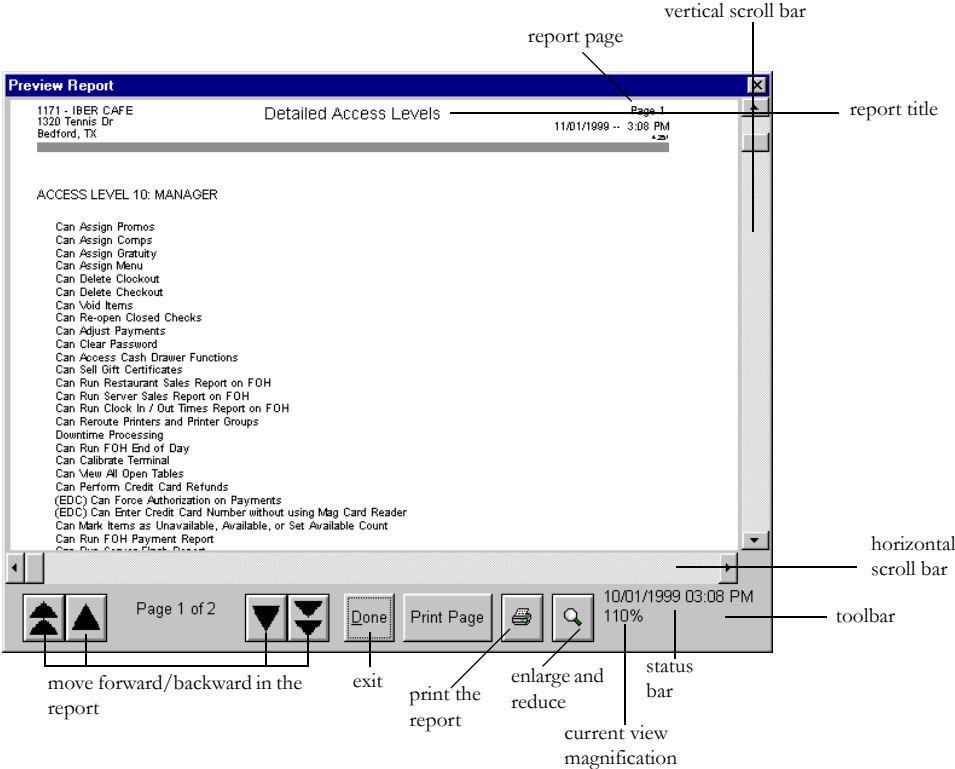 vertical scroll bar
report page
Preview Report
1171 - IBER CAFE
1320 Tennis Dr
Bedford, TX
Detailed Access Levels
Page 1
11/01/1999 -- 3:08 PM
report title
ACCESS LEVEL 10: MANAGER
Can Assign Promos
Can Assign Comps
Can Assign Gratuity
Can Assign Menu
Can Delete Clockout
Can Delete Checkout
Can Void Items
Can Re-open Closed Checks
Can Adjust Payments
Can Clear Password
Can Access Cash Drawer Functions
Can Sell Gift Certificates
Can Run Restaurant Sales Report on FOH
Can Run Server Sales Report on FOH
Can Run Clock In / Out Times Report on FOH
Can Reroute Printers and Printer Groups
Downtime Processing
Can Run FOH End of Day
Can Calibrate Terminal
Can View All Open Tables
Can Perform Credit Card Refunds
(EDC) Can Force Authorization on Payments
(EDC) Can Enter Credit Card Number without using Mag Card Reader
Can Mark Items as Unavailable, Available, or Set Available Count
Can Run FOH Payment Report
Can Run Server Flash Report
horizontal
scroll bar
Page 1 of 2
Done
Print Page
10/01/1999 03:08 PM
110%
toolbar
move forward/backward in the
report
exit
print the
report
enlarge and
reduce
status
bar
current view
magnification